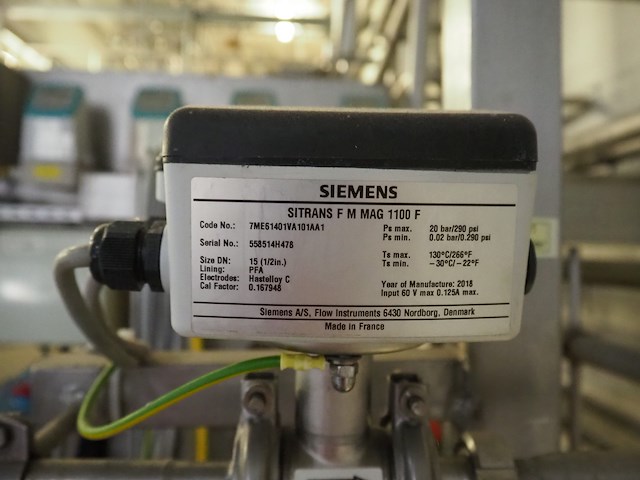 SIEMENS
SITRANS F M MAG 1100 F
Code No.: 7ME61401VA101AA1
Ps max. 20 bar/290 psi
Ps min. 0.02 bar/0.290 psi
Serial No.: 558514H478
Ts max. 130°C/266°F
Ts min. -30°C/-22°F
Size DN: 15 (1/2in.)
Lining: PFA
Electrodes: Hastelloy C
Cal Factor: 0.167948
Year of Manufacture: 2018
Input 60 V max 0.125A max.
Siemens A/S, Flow Instruments 6430 Nordborg, Denmark
Made in France